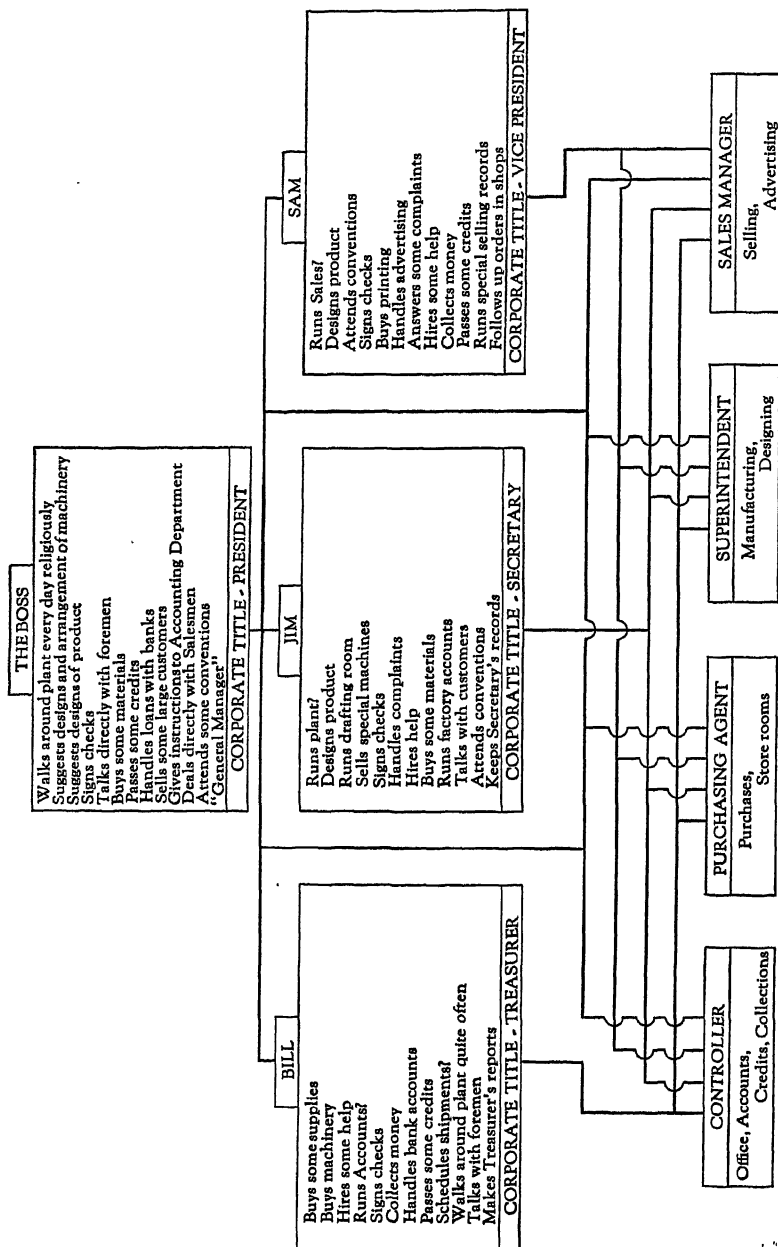 THE BOSS
Walks around plant every day religiously
Suggests designs and arrangement of machinery
Suggests designs of product
Signs checks
Talks directly with foremen
Buys some materials
Passes some credits
Handles loans with banks
Sells some large customers
Gives instructions to Accounting Department
Deals directly with Salesmen
Attends some conventions
"General Manager"
CORPORATE TITLE - PRESIDENT
BILL
Buys some supplies
Buys machinery
Hires some help
Runs Accounts?
Signs checks
Collects money
Handles bank accounts
Passes some credits
Schedules shipments?
Walks around plant quite often
Talks with foremen
Makes Treasurer's reports
CORPORATE TITLE - TREASURER
JIM
Runs plant?
Designs product
Runs drafting room
Sells special machines
Signs checks
Handles complaints
Hires help
Buys some materials
Runs factory accounts
Talks with customers
Attends conventions
Keeps Secretary's records
CORPORATE TITLE - SECRETARY
SAM
Runs Sales?
Designs product
Attends conventions
Signs checks
Buys printing
Handles advertising
Answers some complaints
Hires some help
Collects money
Passes some credits
Runs special selling records
Follows up orders in shops
CORPORATE TITLE - VICE PRESIDENT
CONTROLLER
Office, Accounts,
Credits, Collections
PURCHASING AGENT
Purchases,
Store rooms
SUPERINTENDENT
Manufacturing,
Designing
SALES MANAGER
Selling,
Advertising